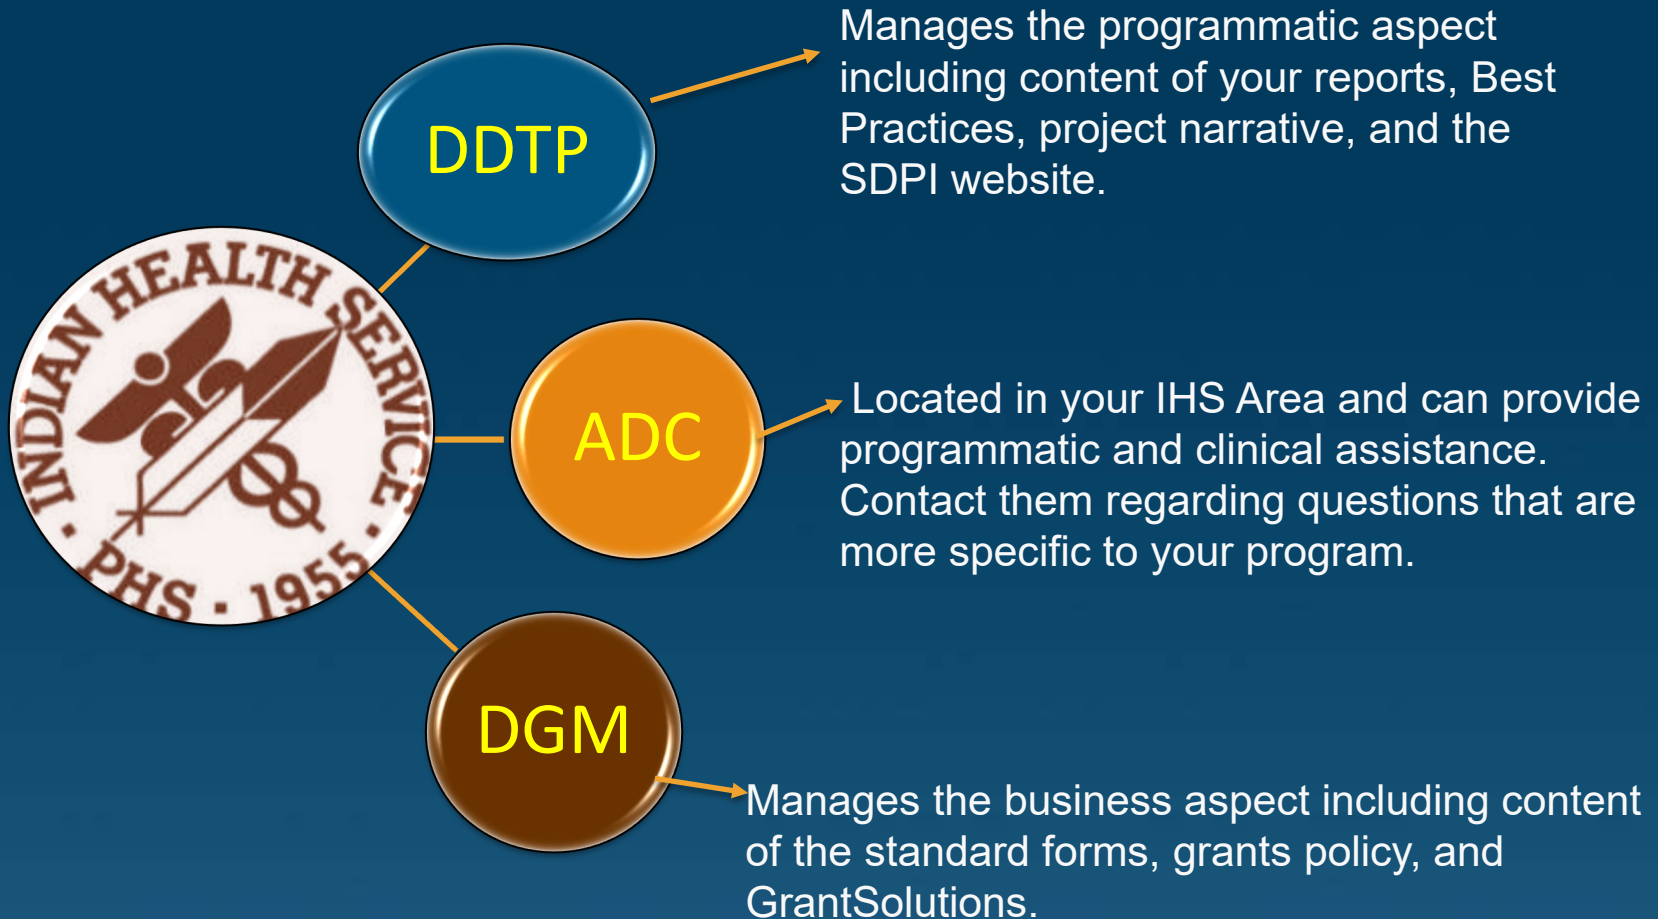 DDTP
Manages the programmatic aspect
including content of your reports, Best
Practices, project narrative, and the
SDPI website.
INDIAN HEALTH SERVICE
· PHS · 1955 ·
ADC
Located in your IHS Area and can provide
programmatic and clinical assistance.
Contact them regarding questions that are
more specific to your program.
DGM
Manages the business aspect including content
of the standard forms, grants policy, and
GrantSolutions.